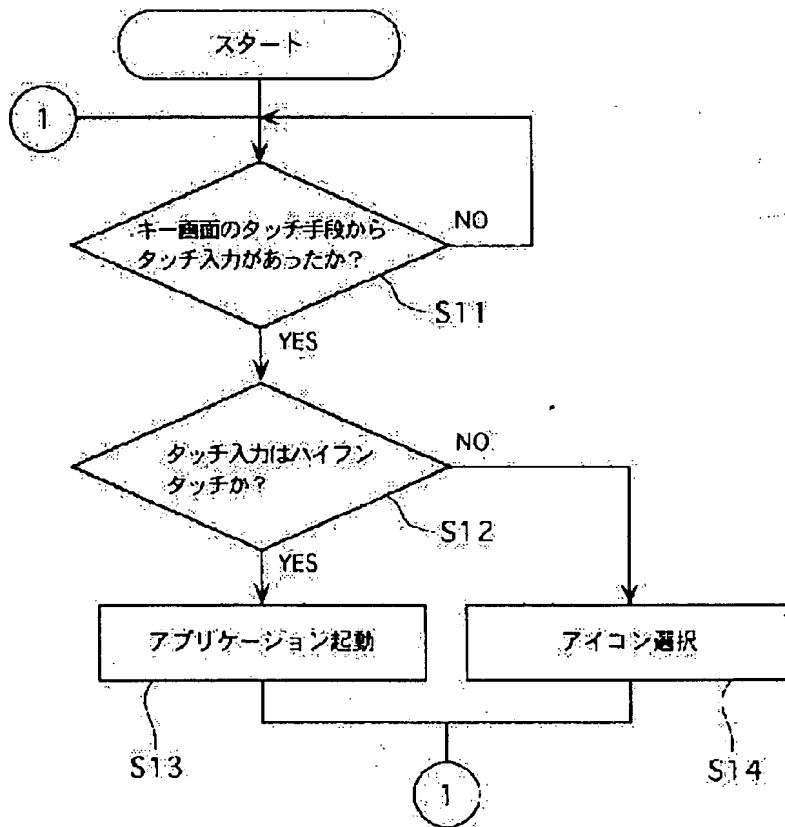 スタート
1
キー画面のタッチ手段から
タッチ入力があったか？
NO
S11
YES
タッチ入力はハイフン
タッチか？
NO
S12
YES
アプリケーション起動
アイコン選択
S13
S14
1